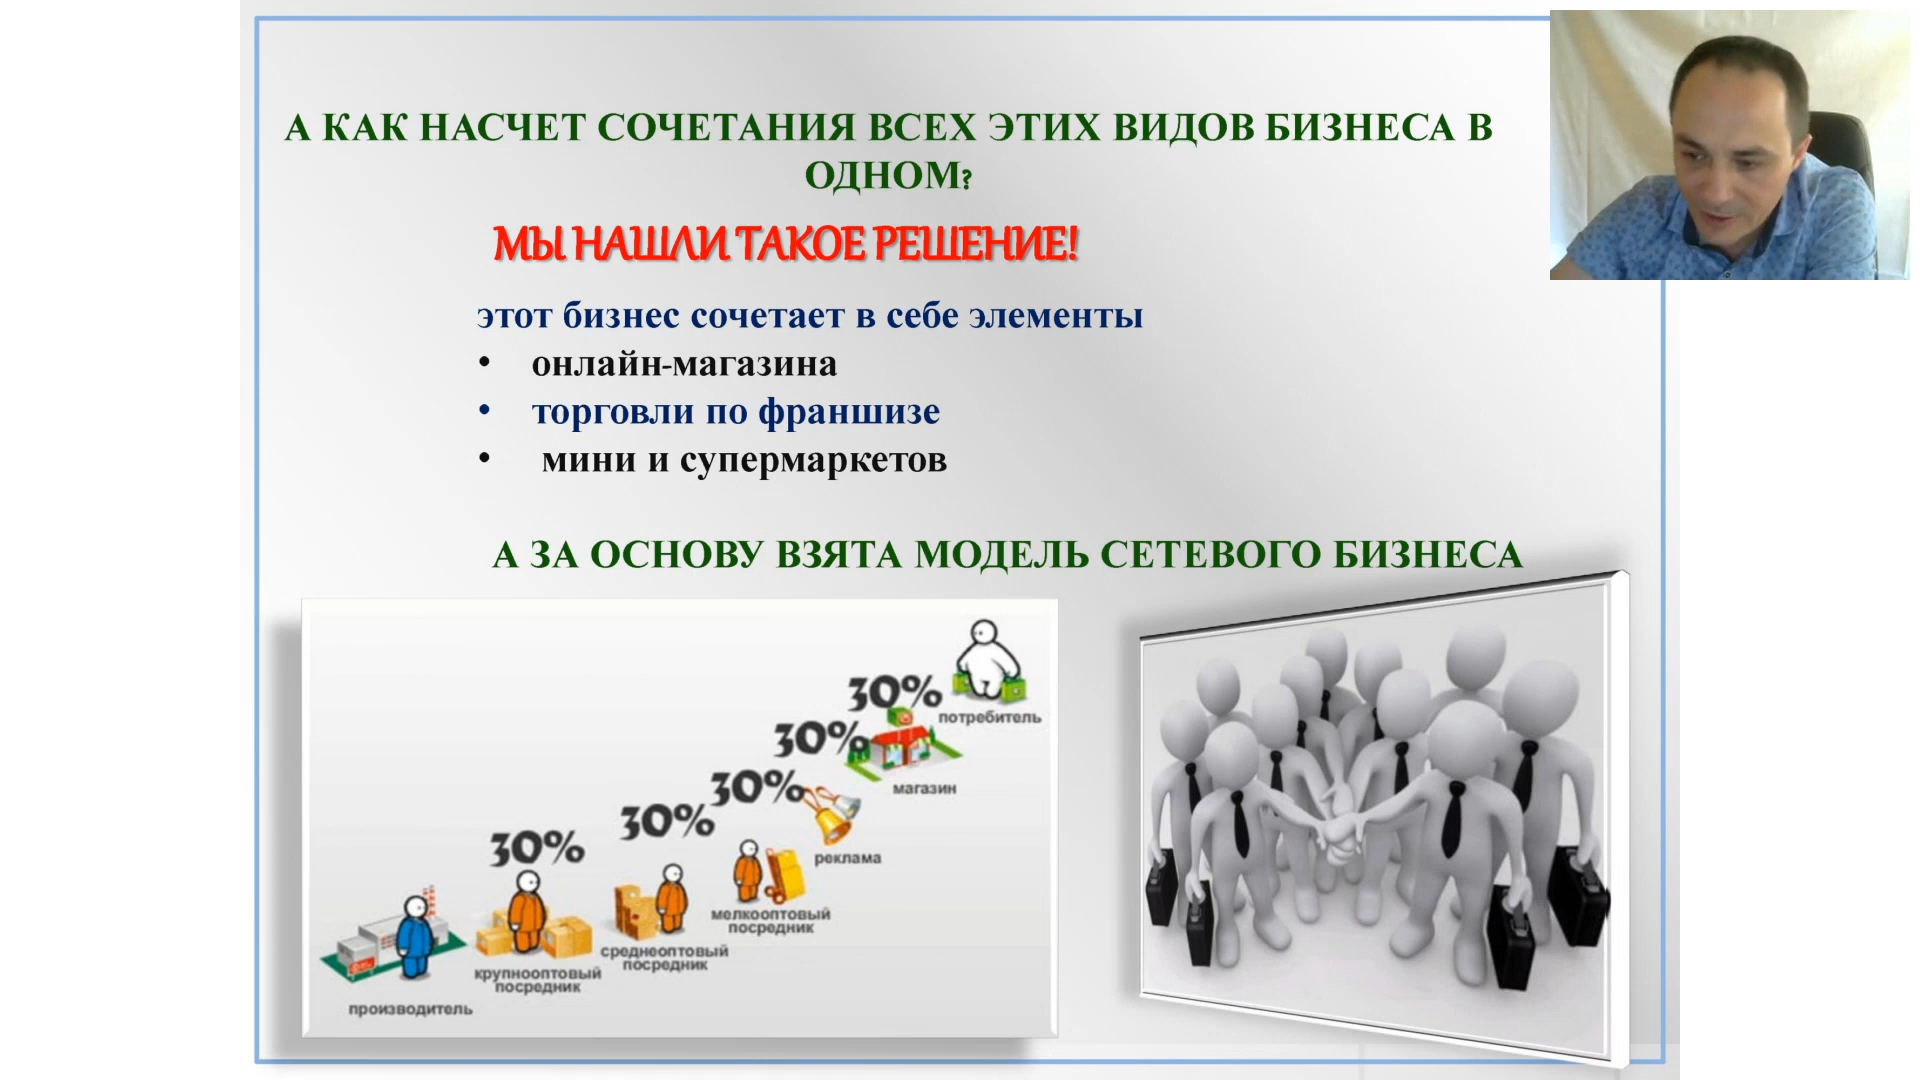 А КАК НАСЧЕТ СОЧЕТАНИЯ ВСЕХ ЭТИХ ВИДОВ БИЗНЕСА В
ОДНОМ?
МЫ НАШЛИ ТАКОЕ РЕШЕНИЕ!
этот бизнес сочетает в себе элементы
• онлайн-магазина
• торговли по франшизе
• мини и супермаркетов
А ЗА ОСНОВУ ВЗЯТА МОДЕЛЬ СЕТЕВОГО БИЗНЕСА
30%
потребитель
30%
магазин
30%
реклама
30%
мелкооптовый
посредник
30%
среднеоптовый
посредник
крупнооптовый
посредник
производитель